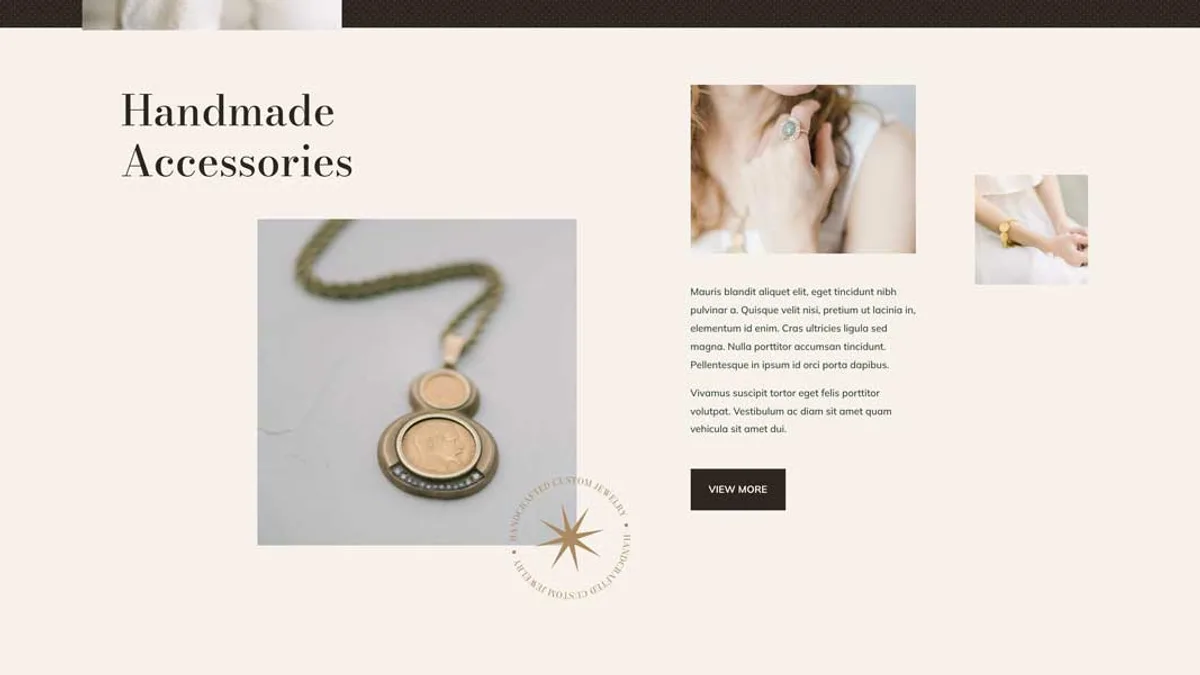 Handmade
Accessories
Mauris blandit aliquet elit, eget tincidunt nibh
pulvinar a. Quisque velit nisi, pretium ut lacinia in,
elementum id enim. Cras ultricies ligula sed
magna. Nulla porttitor accumsan tincidunt.
Pellentesque in ipsum id orci porta dapibus.
Vivamus suscipit tortor eget felis porttitor
volutpat. Vestibulum ac diam sit amet quam
vehicula sit amet dui.
VIEW MORE
HANDCRAFTED CUSTOM JEWELRY • HANDCRAFTED CUSTOM JEWELRY •